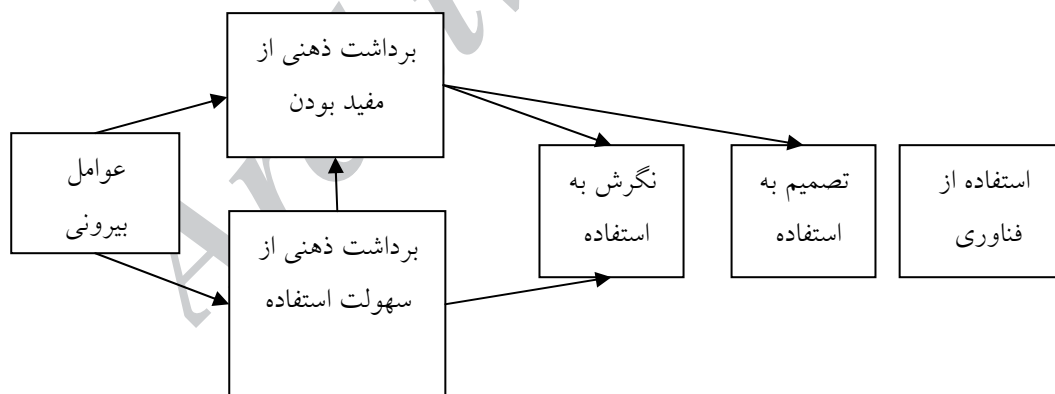 برداشت ذهنی از
مفید بودن
عوامل
بیرونی
برداشت ذهنی از
سهولت استفاده
نگرش به
استفاده
تصمیم به
استفاده
استفاده از
فناوری